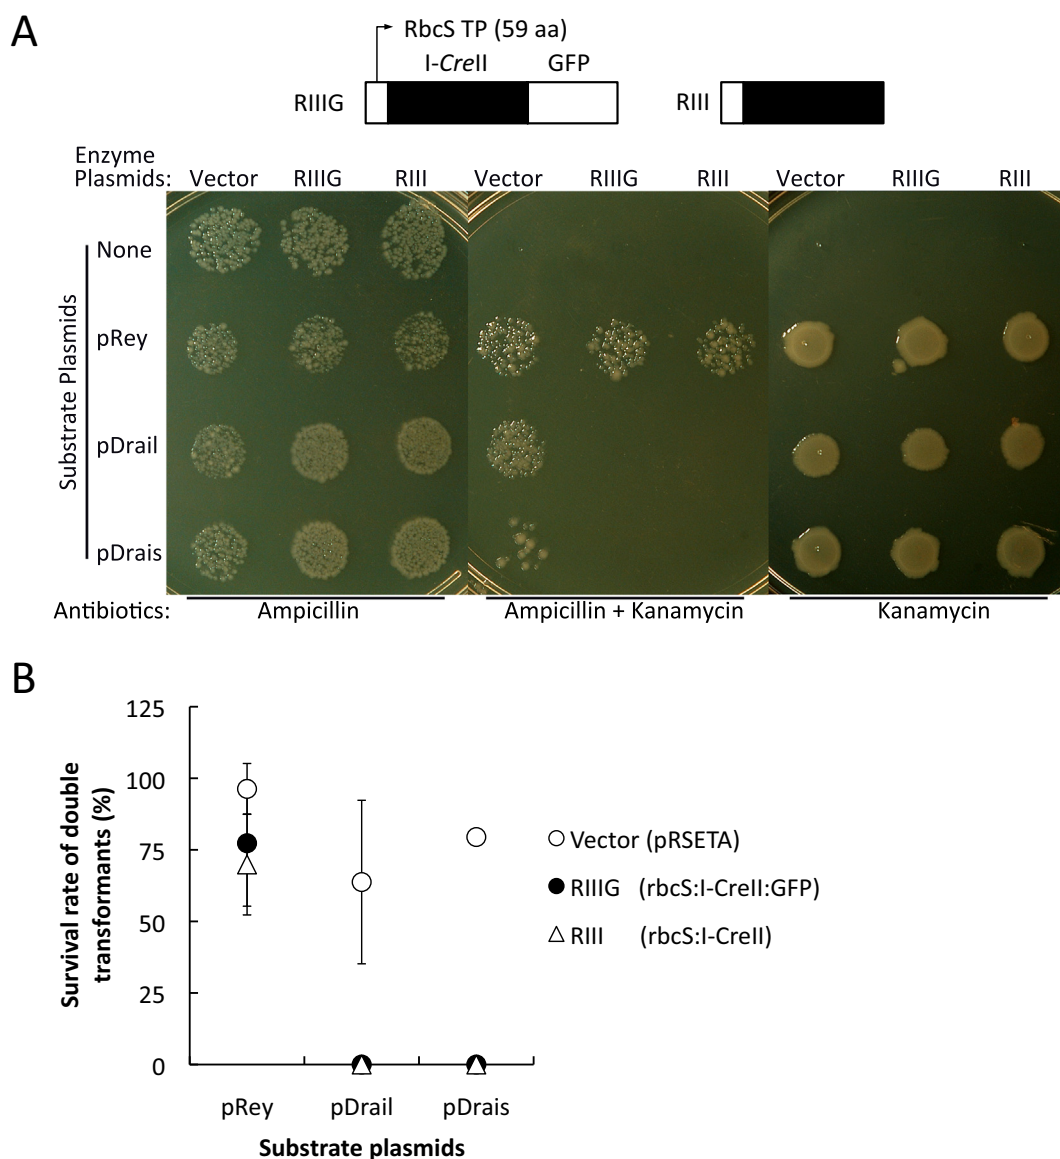 A
RbcS TP (59 aa)
I-CreII GFP
RIIIG RIII
Enzyme
Plasmids: Vector RIIIG RIII Vector RIIIG RIII Vector RIIIG RIII
None
pRey
pDrail
pDrais
Substrate Plasmids
Antibiotics: Ampicillin Ampicillin + Kanamycin Kanamycin
B
125
100
75
50
25
0
Survival rate of double
transformants (%)
Vector (pRSETA)
RIIIG (rbcS:I-CreII:GFP)
RIII (rbcS:I-CreII)
pRey pDrail pDrais
Substrate plasmids